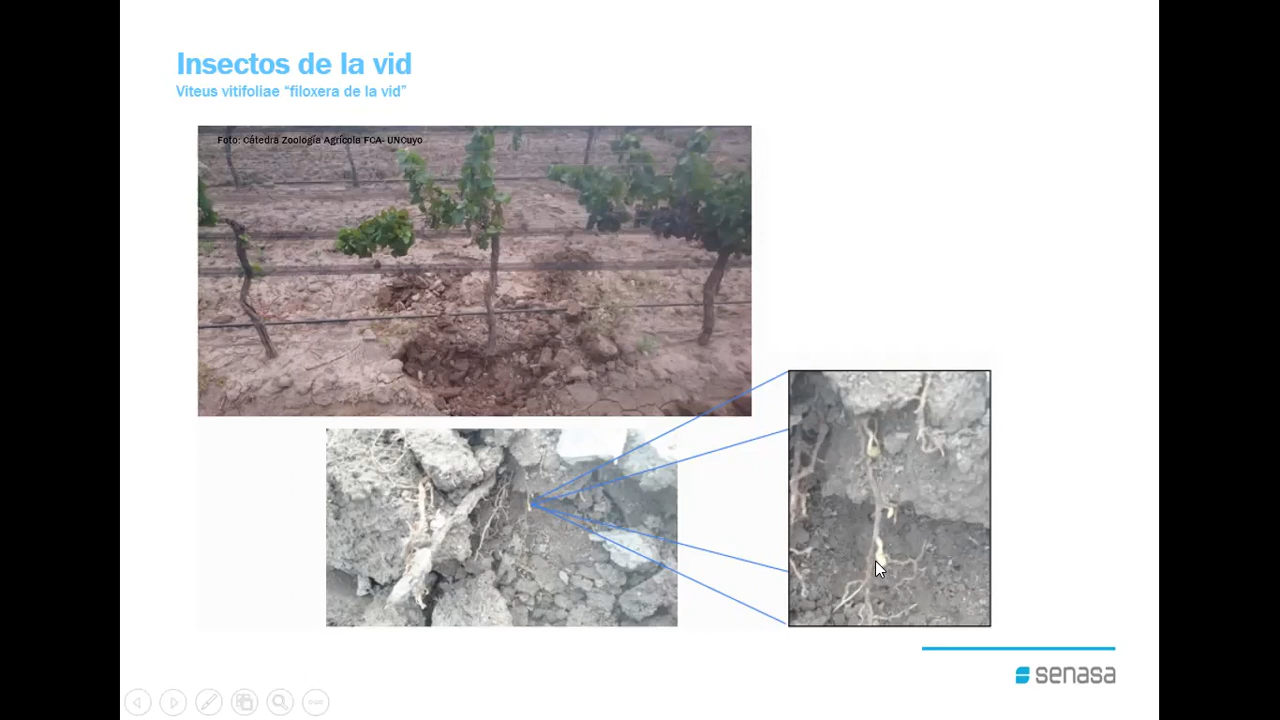 Insectos de la vid
Viteus vitifoliae “filoxera de la vid”
Foto: Cátedra Zoología Agrícola FCA- UNCuyo
senasa